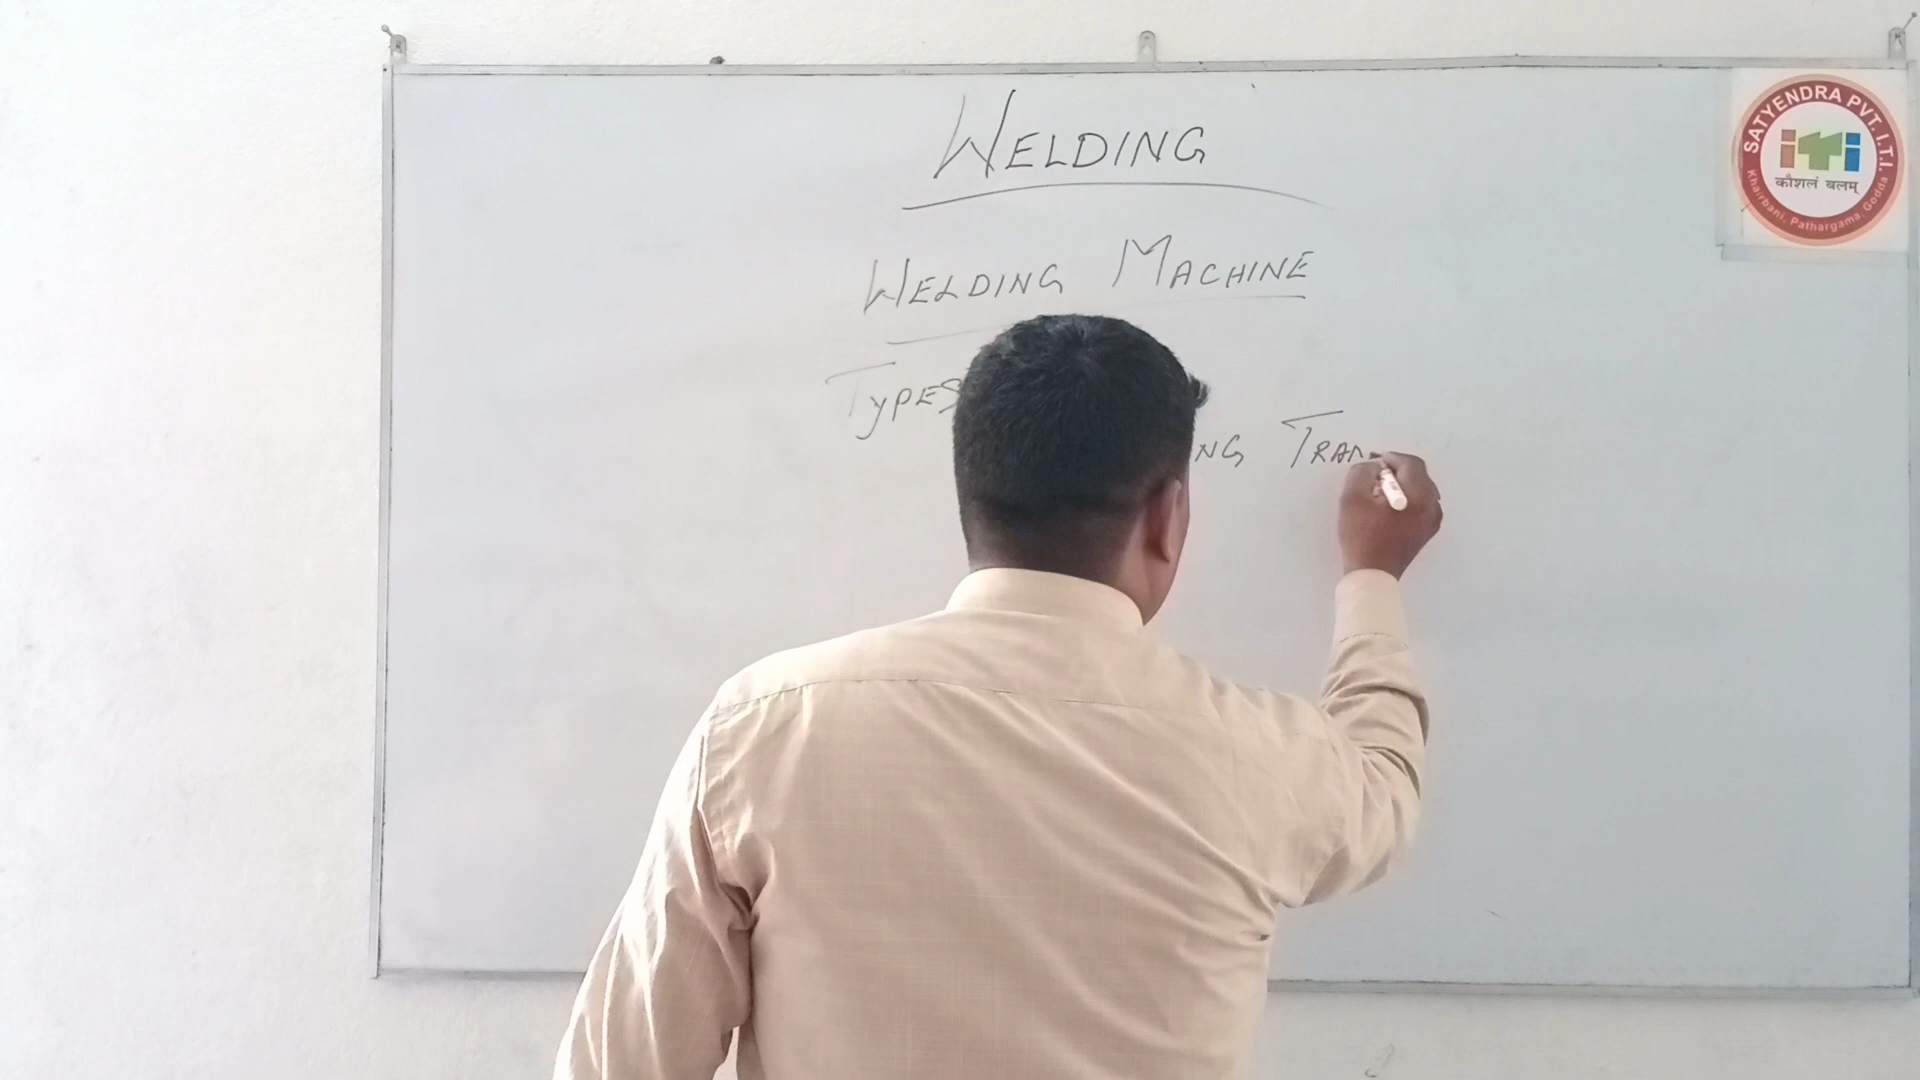 WELDING
WELDING MACHINE
TYPES
NG TRAN
SATYENDRA PVT. I.T.I.
iTi
कौशलं बलम्
Khairbani, Pathargama, Godda